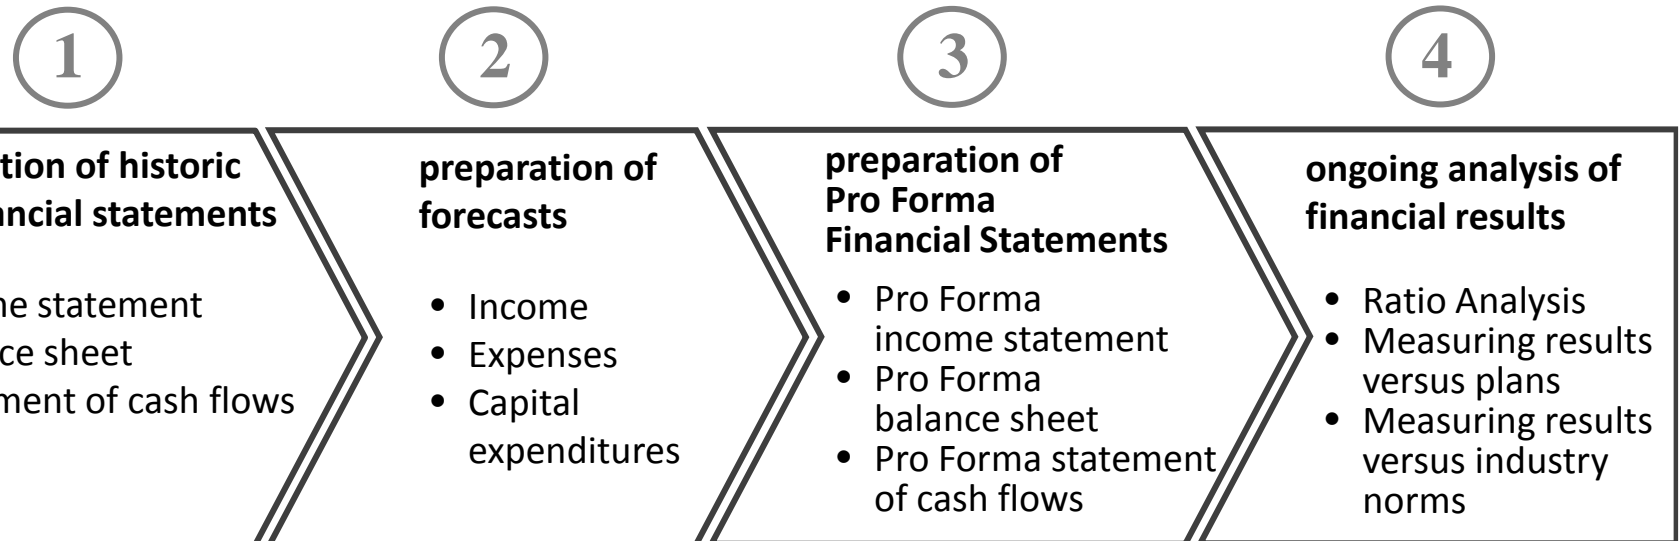 1
2
3
4
tion of historic
ncial statements
ne statement
ce sheet
ment of cash flows
preparation of
forecasts
• Income
• Expenses
• Capital
expenditures
preparation of
Pro Forma
Financial Statements
• Pro Forma
income statement
• Pro Forma
balance sheet
• Pro Forma statement
of cash flows
ongoing analysis of
financial results
• Ratio Analysis
• Measuring results
versus plans
• Measuring results
versus industry
norms